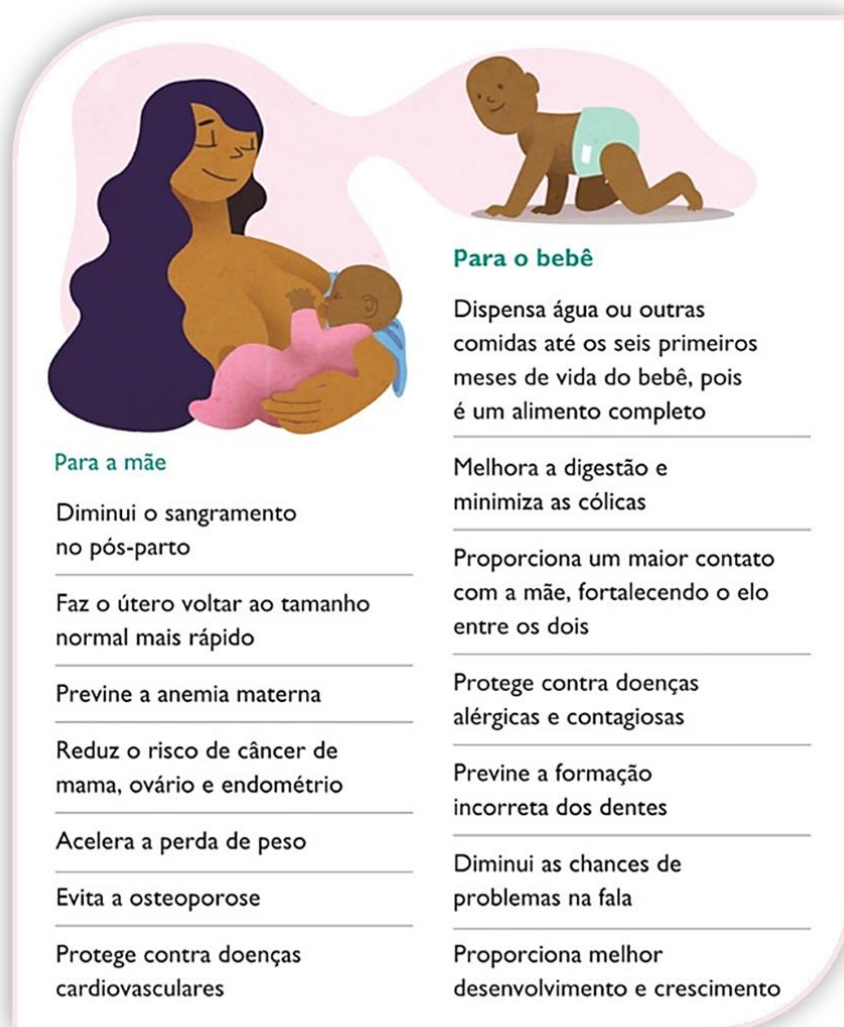 Para a mãe
Diminui o sangramento
no pós-parto
Faz o útero voltar ao tamanho
normal mais rápido
Previne a anemia materna
Reduz o risco de câncer de
mama, ovário e endométrio
Acelera a perda de peso
Evita a osteoporose
Protege contra doenças
cardiovasculares
Para o bebê
Dispensa água ou outras
comidas até os seis primeiros
meses de vida do bebê, pois
é um alimento completo
Melhora a digestão e
minimiza as cólicas
Proporciona um maior contato
com a mãe, fortalecendo o elo
entre os dois
Protege contra doenças
alérgicas e contagiosas
Previne a formação
incorreta dos dentes
Diminui as chances de
problemas na fala
Proporciona melhor
desenvolvimento e crescimento